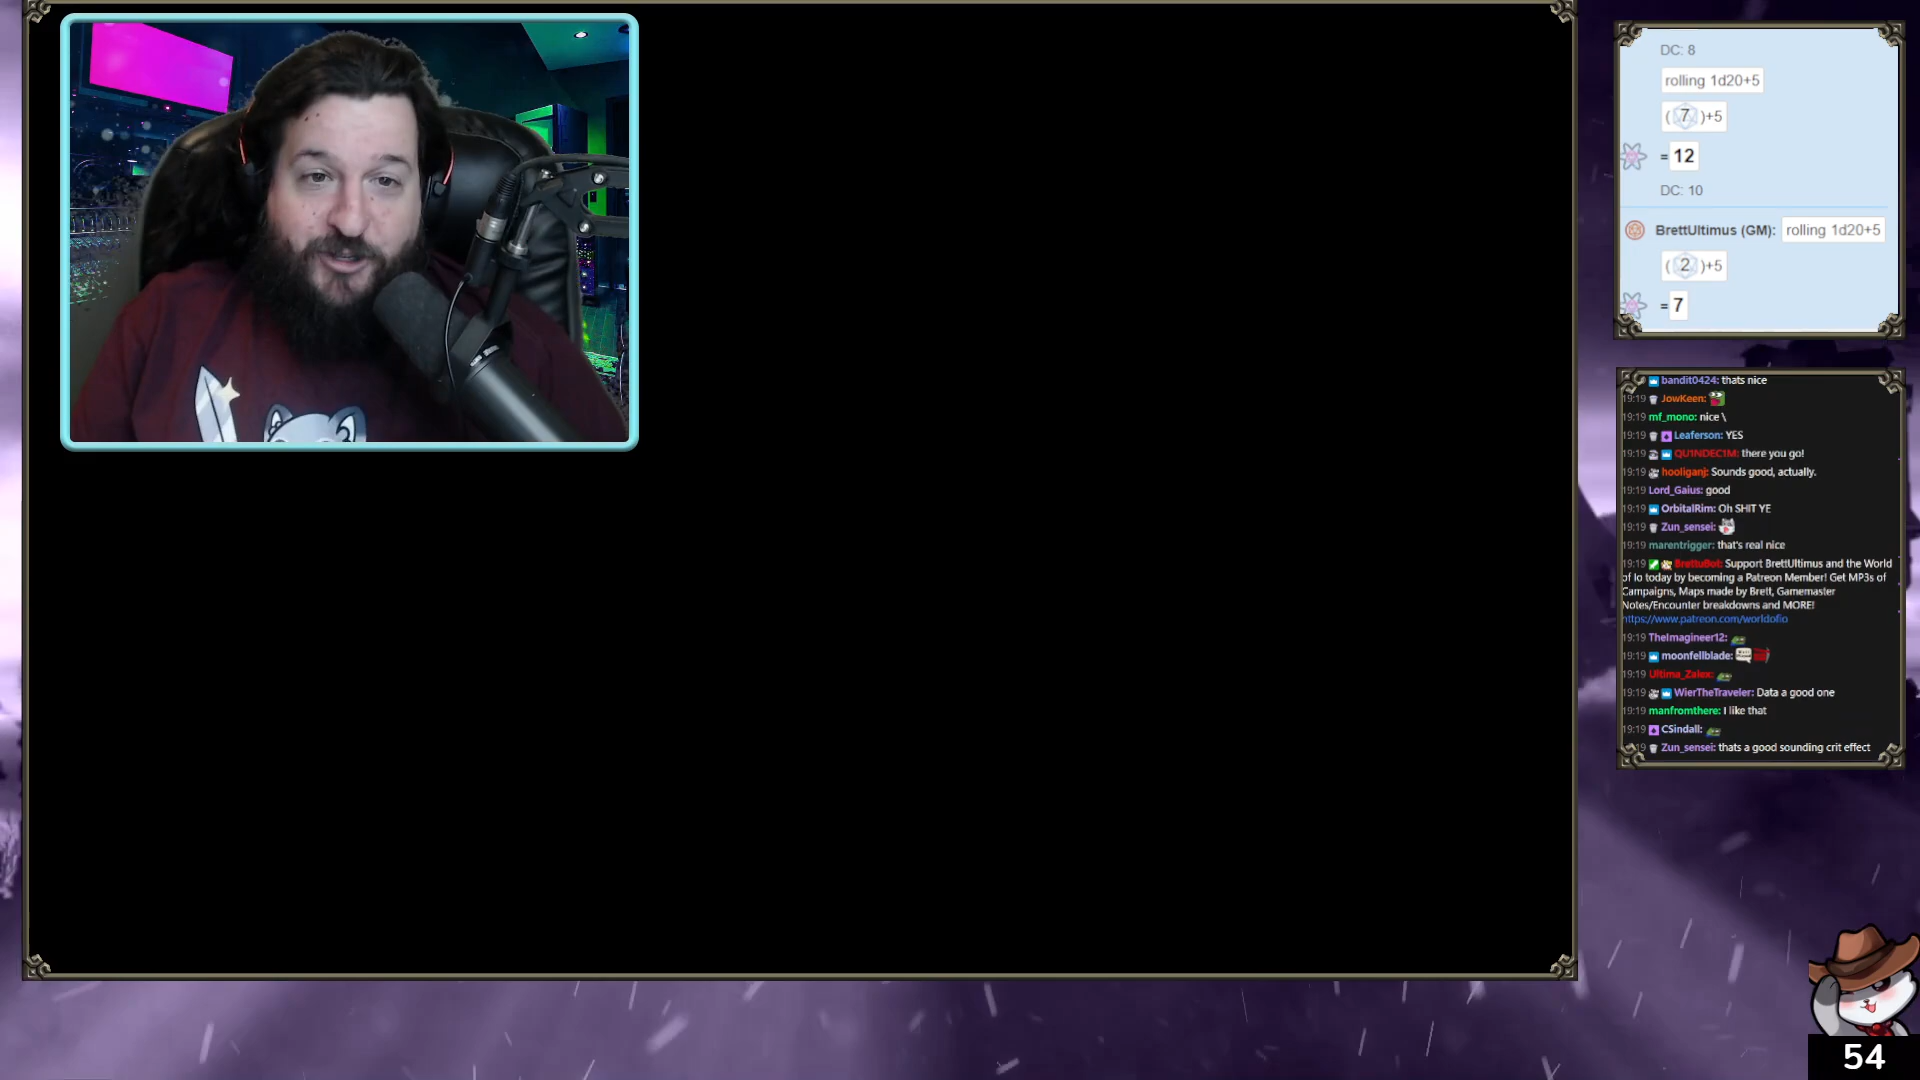 DC: 8
rolling 1d20+5
(7)+5
=12
DC: 10
BrettUltimus (GM): rolling 1d20+5
(2)+5
=7
bandit0424: thats nice
19:19 JowKeen:
19:19 mf_mono: nice \
19:19 Leaferson: YES
19:19 QU1NDEC1M: there you go!
19:19 hooliganj: Sounds good, actually.
19:19 Lord_Gaius: good
19:19 OrbitalRim: Oh SHIT YE
19:19 Zun_sensei:
19:19 marentrigger: that's real nice
19:19 BrettuBot: Support BrettUltimus and the World
of Io today by becoming a Patreon Member! Get MP3s of
Campaigns, Maps made by Brett, Gamemaster
Notes/Encounter breakdowns and MORE!
https://www.patreon.com/worldofio
19:19 TheImagineer12:
19:19 moonfellblade:
19:19 Ultima_Zalex:
19:19 WierTheTraveler: Data a good one
19:19 manfromthere: I like that
19:19 CSindall:
19 Zun_sensei: thats a good sounding crit effect
54